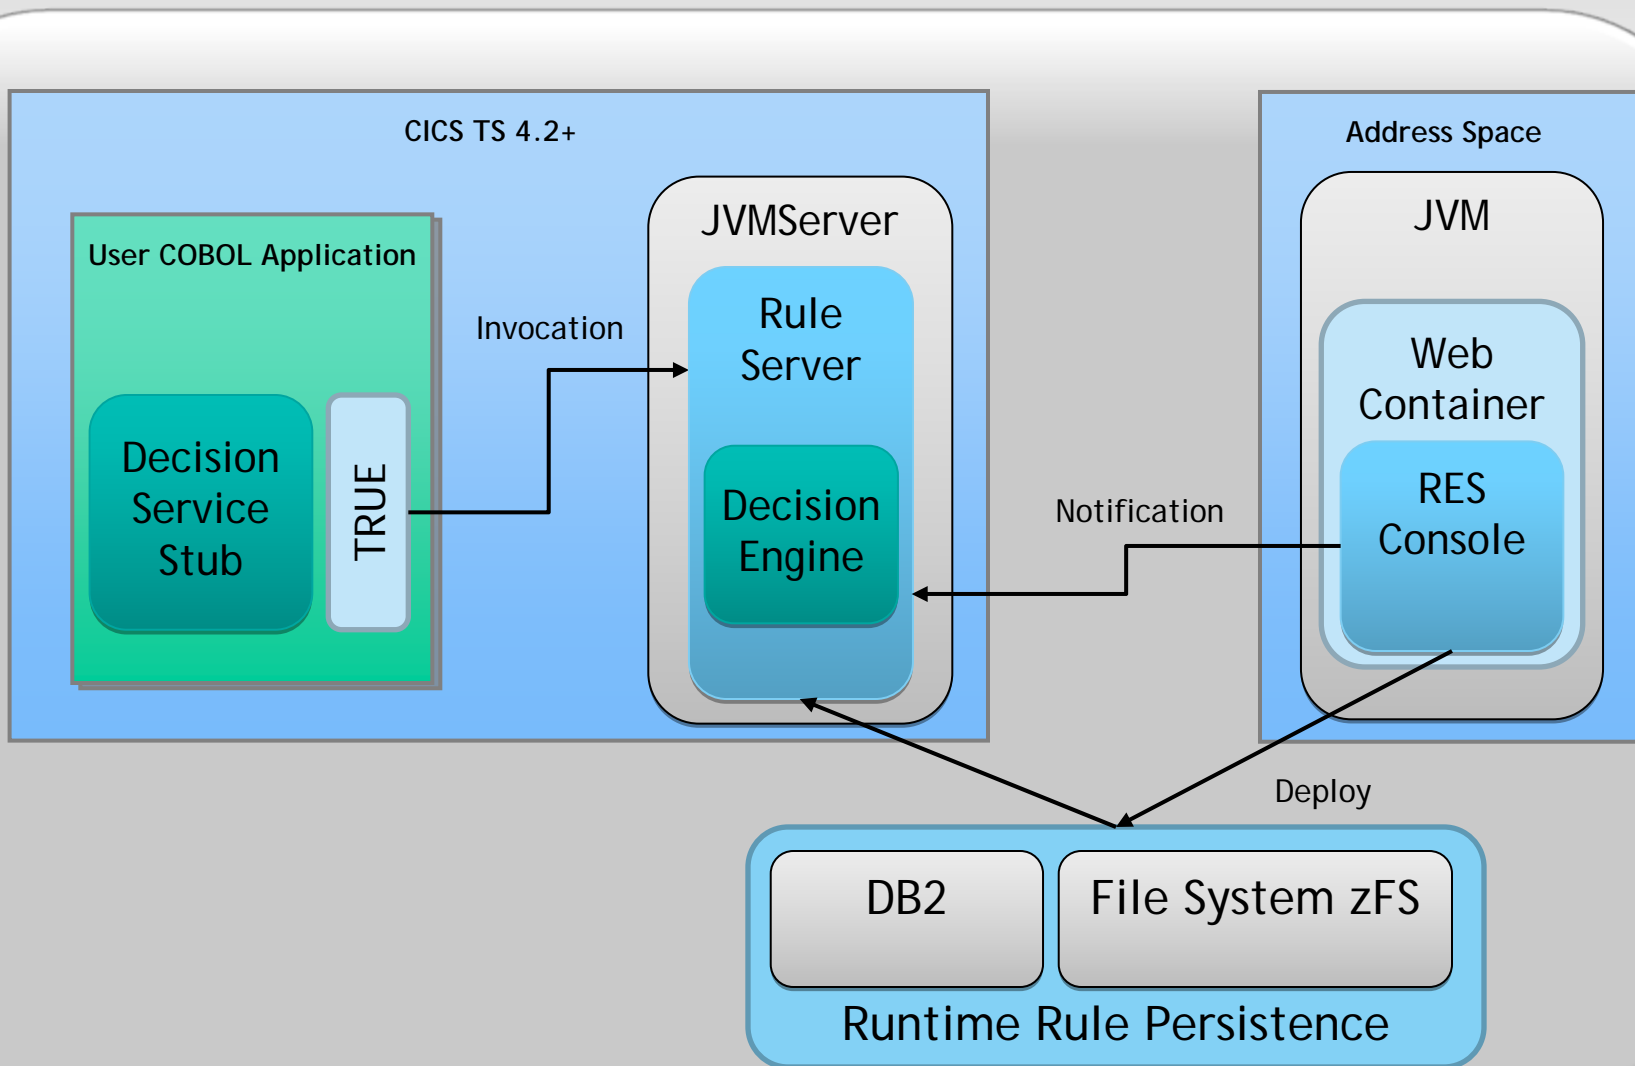 CICS TS 4.2+
User COBOL Application
Decision
Service
Stub
TRUE
Invocation
JVMServer
Rule
Server
Decision
Engine
Notification
Address Space
JVM
Web
Container
RES
Console
Deploy
DB2
File System zFS
Runtime Rule Persistence